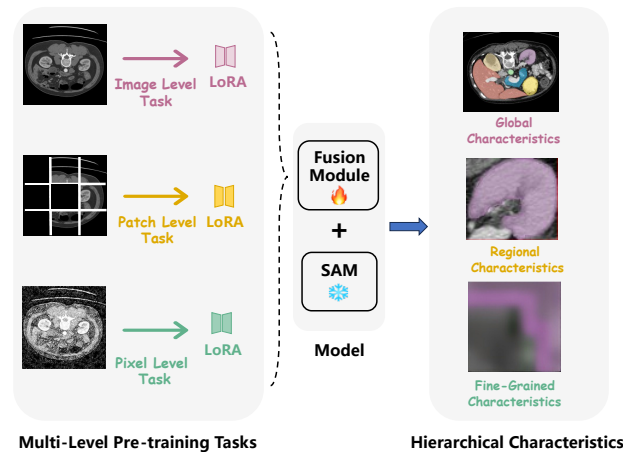 Image Level
Task
LoRA
Patch Level
Task
LoRA
Pixel Level
Task
LoRA
Multi-Level Pre-training Tasks
Fusion
Module
+
SAM
Model
Global
Characteristics
Regional
Characteristics
Fine-Grained
Characteristics
Hierarchical Characteristics